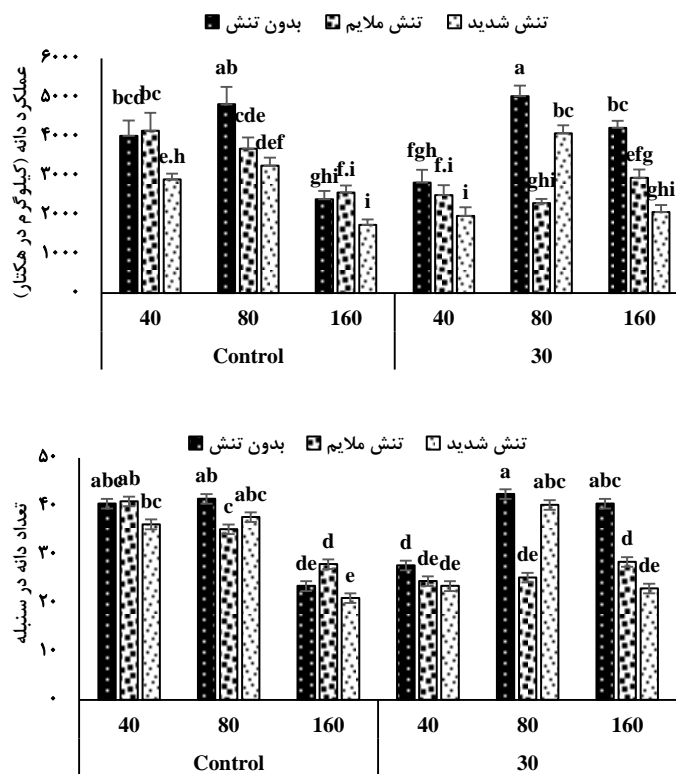 بدون تنش تنش ملایم تنش شدید
عملکرد دانه (کیلوگرم در هکتار)
۶۰۰۰
۵۰۰۰
۴۰۰۰
۳۰۰۰
۲۰۰۰
۱۰۰۰
۰
bcd bc e.h ab cde def ghi f.i i fgh f.i i a ghi bc bc efg ghi
40 80 160 40 80 160
Control 30
بدون تنش تنش ملایم تنش شدید
تعداد دانه در سنبله
۵۰
۴۰
۳۰
۲۰
۱۰
۰
abc ab bc ab c abc de d e d de de a de abc abc d de
40 80 160 40 80 160
Control 30